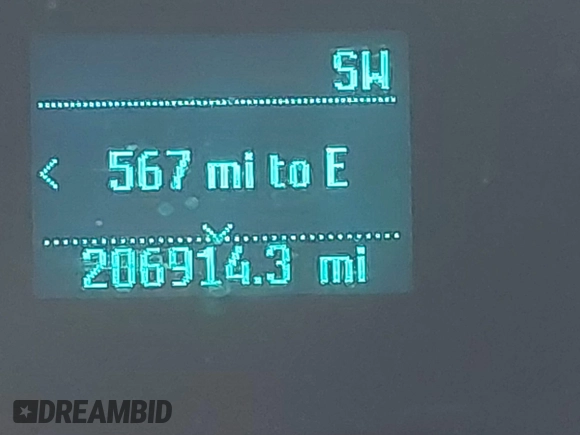 SW
< 567 mi to E
206914.3 mi
DREAMBID